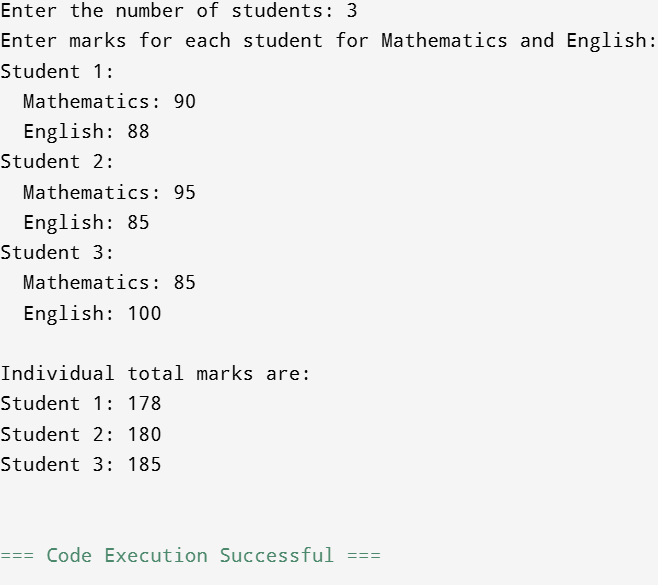 Enter the number of students: 3
Enter marks for each student for Mathematics and English:
Student 1:
  Mathematics: 90
  English: 88
Student 2:
  Mathematics: 95
  English: 85
Student 3:
  Mathematics: 85
  English: 100

Individual total marks are:
Student 1: 178
Student 2: 180
Student 3: 185

=== Code Execution Successful ===